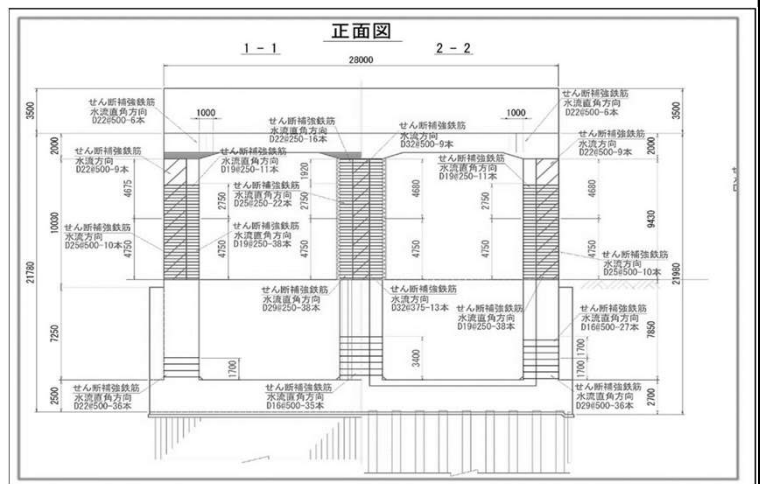 正面図
1 - 1
2 - 2
28000
せん断補強鉄筋
水流直角方向
D22@500-6本
1000
せん断補強鉄筋
水流直角方向
D22@250-16本
せん断補強鉄筋
水流方向
D32@500-9本
1000
せん断補強鉄筋
水流直角方向
D22@500-6本
3500
3500
2000
2000
せん断補強鉄筋
水流方向
D22@500-9本
せん断補強鉄筋
水流直角方向
D19@250-11本
せん断補強鉄筋
水流直角方向
D19@250-11本
せん断補強鉄筋
水流方向
D22@500-9本
1920
4675
2750
せん断補強鉄筋
水流直角方向
D25@250-22本
2750
4680
2750
4680
10030
9430
せん断補強鉄筋
水流方向
D25@500-10本
せん断補強鉄筋
水流直角方向
D19@250-38本
4750
4750
4750
4750
4750
4750
せん断補強鉄筋
水流方向
D25@500-10本
21780
21980
せん断補強鉄筋
水流直角方向
D29@250-38本
せん断補強鉄筋
水流方向
D32@375-13本
せん断補強鉄筋
水流直角方向
D19@250-38本
せん断補強鉄筋
水流直角方向
D16@500-27本
7250
7850
1700
3400
1700
1700
せん断補強鉄筋
水流直角方向
D22@500-36本
せん断補強鉄筋
水流直角方向
D16@500-35本
せん断補強鉄筋
水流直角方向
D29@500-36本
2500
2700